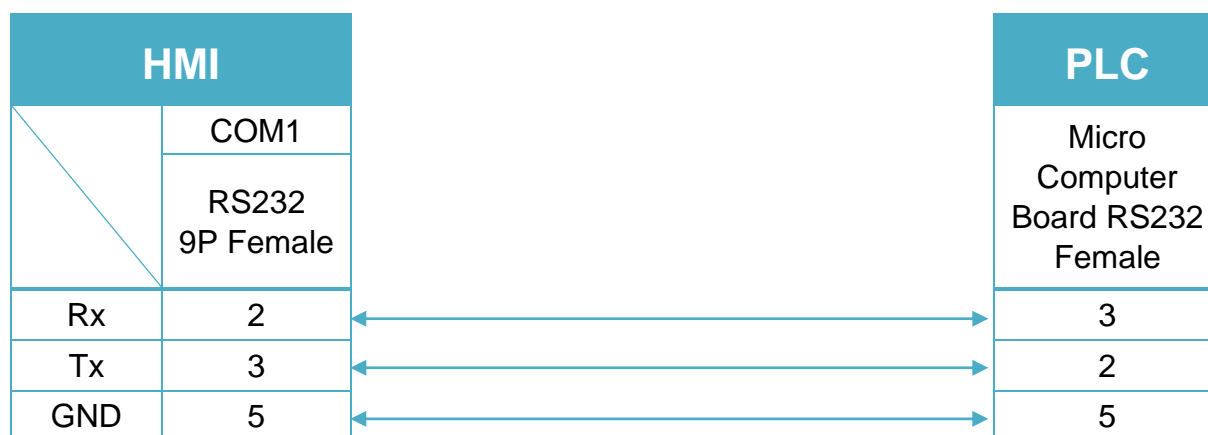 HMI
PLC
COM1
RS232
9P Female
Micro
Computer
Board RS232
Female
Rx 2 3
Tx 3 2
GND 5 5